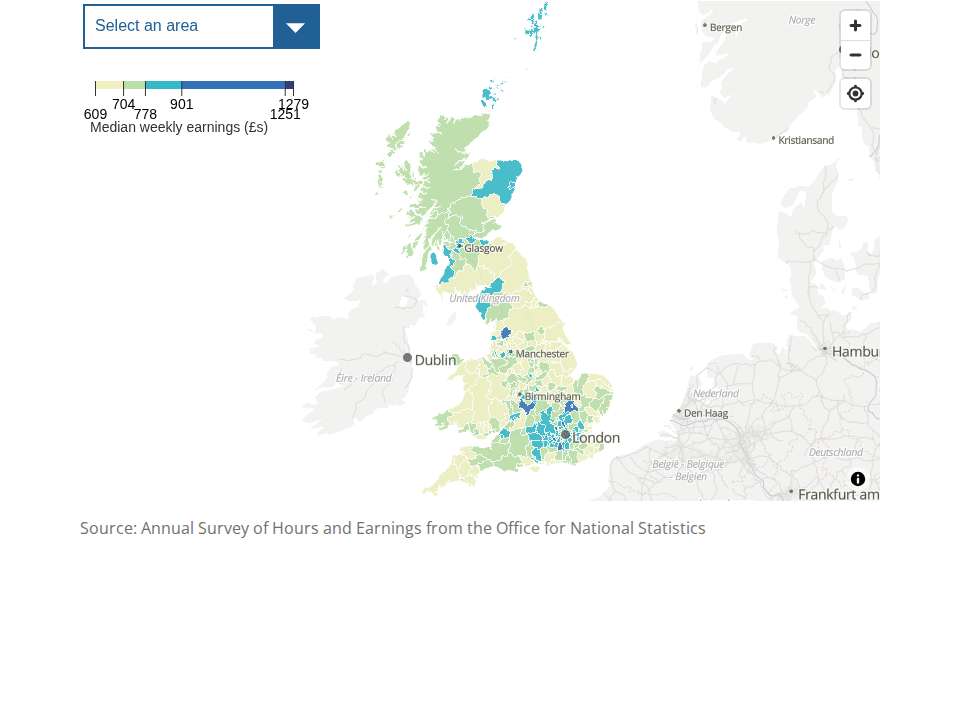 Select an area
609 704 778 901 1251 1279
Median weekly earnings (£s)
Bergen
Norge
Kristiansand
Glasgow
United Kingdom
Dublin
Éire - Ireland
Manchester
Birmingham
London
Hambu
Nederland
Den Haag
België - Belgique
- Belgien
Deutschland
Frankfurt am
Source: Annual Survey of Hours and Earnings from the Office for National Statistics